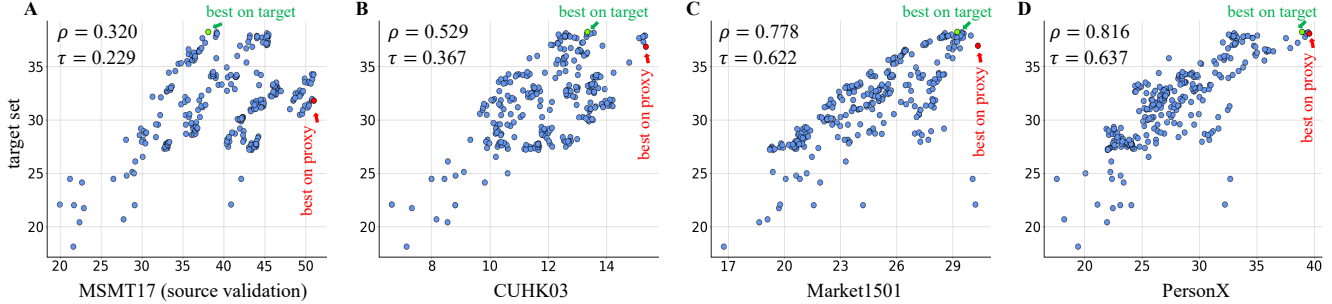 A
best on target
ρ = 0.320
τ = 0.229
best on proxy
target set
35
30
25
20
20 25 30 35 40 45 50
MSMT17 (source validation)
B
best on target
ρ = 0.529
τ = 0.367
best on proxy
35
30
25
20
8 10 12 14
CUHK03
C
best on target
ρ = 0.778
τ = 0.622
best on proxy
35
30
25
20
17 20 23 26 29
Market1501
D
best on target
ρ = 0.816
τ = 0.637
best on proxy
35
30
25
20
20 25 30 35 40
PersonX